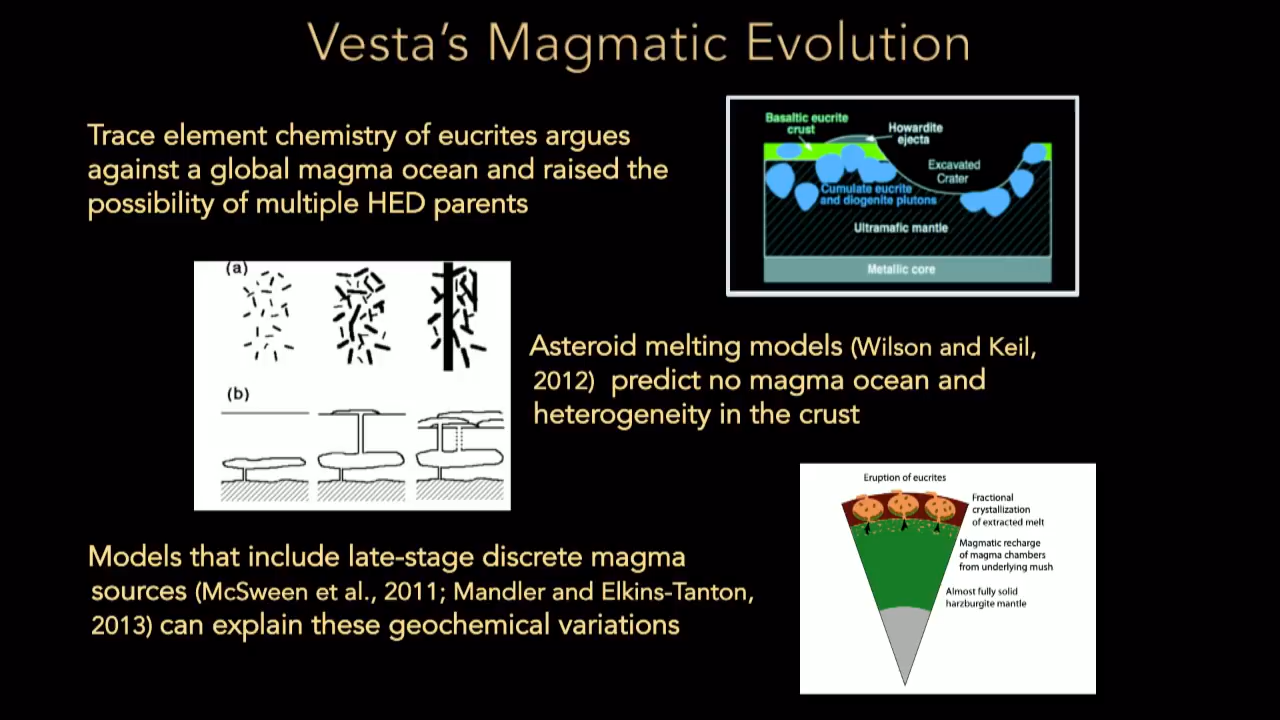 Vesta's Magmatic Evolution
Trace element chemistry of eucrites argues
against a global magma ocean and raised the
possibility of multiple HED parents
Basaltic eucrite
crust
Howardite
ejecta
Excavated
Crater
Cumulate eucrite
and diogenite plutons
Ultramafic mantle
Metallic core
(a)
(b)
Asteroid melting models (Wilson and Keil,
2012) predict no magma ocean and
heterogeneity in the crust
Models that include late-stage discrete magma
sources (McSween et al., 2011; Mandler and Elkins-Tanton,
2013) can explain these geochemical variations
Eruption of eucrites
Fractional
crystallization
of extracted melt
Magmatic recharge
of magma chambers
from underlying mush
Almost fully solid
harzburgite mantle